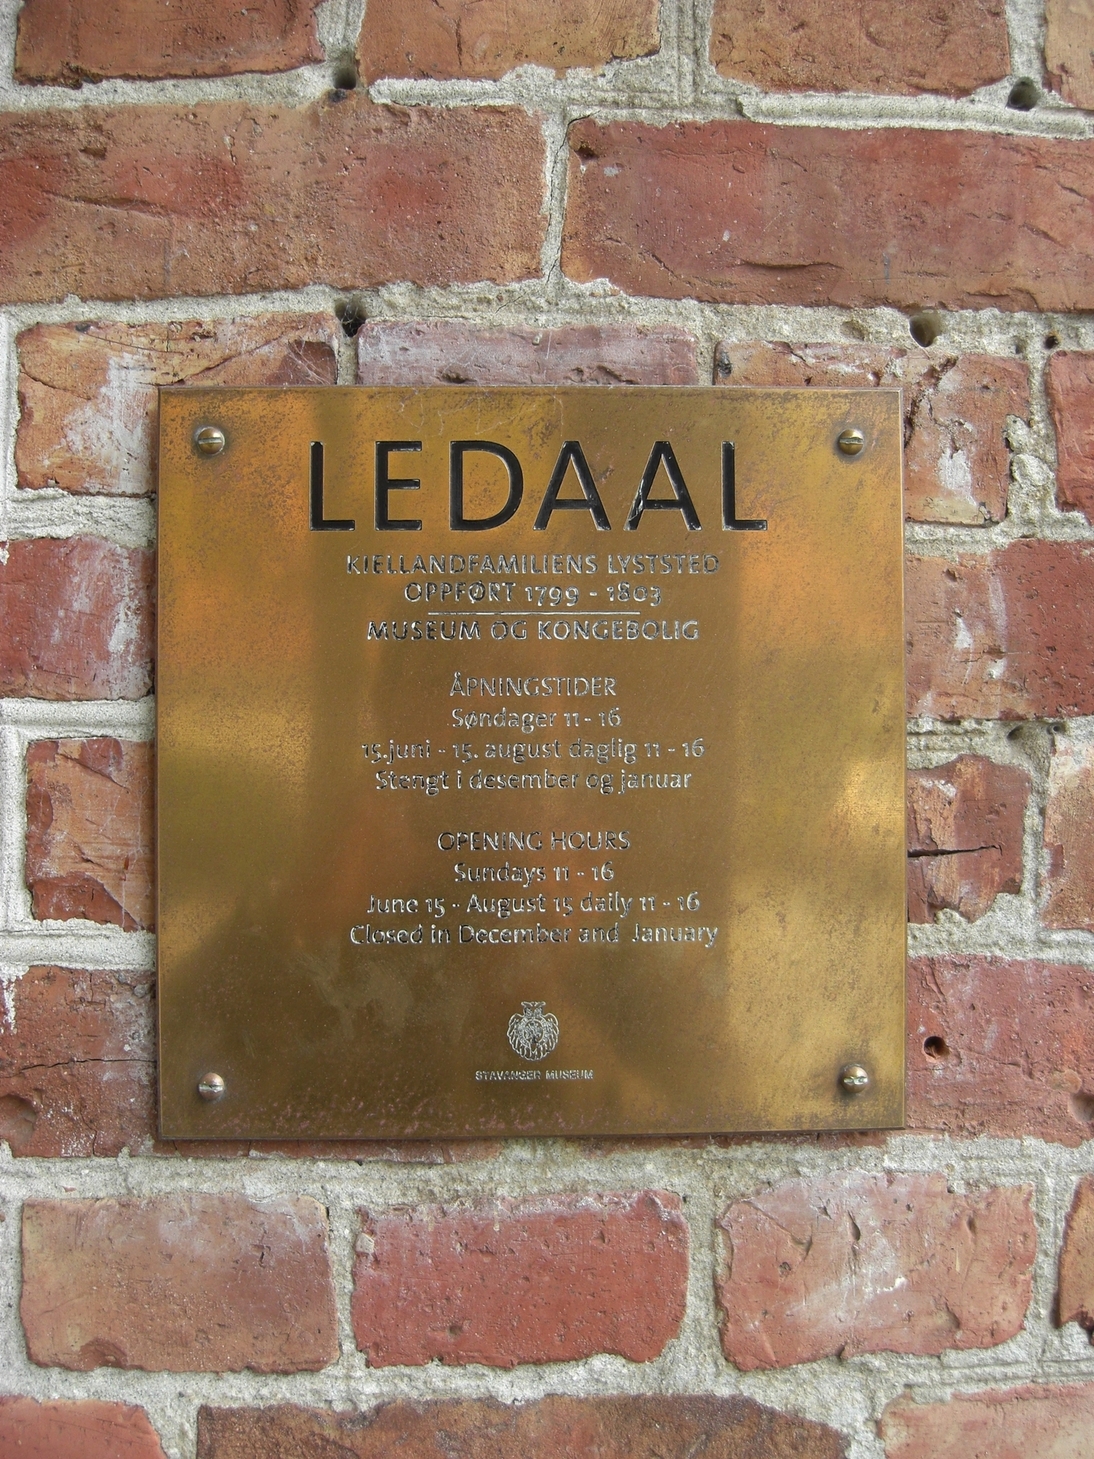 LEDAAL
KIELLANDFAMILIENS LYSTSTED
OPPFØRT 1799 - 1803
MUSEUM OG KONGEBOLIG
ÅPNINGSTIDER
Søndager 11 - 16
15.juni - 15. august daglig 11 - 16
Stengt i desember og januar
OPENING HOURS
Sundays 11 - 16
June 15 - August 15 daily 11 - 16
Closed in December and January
STAVANGER MUSEUM